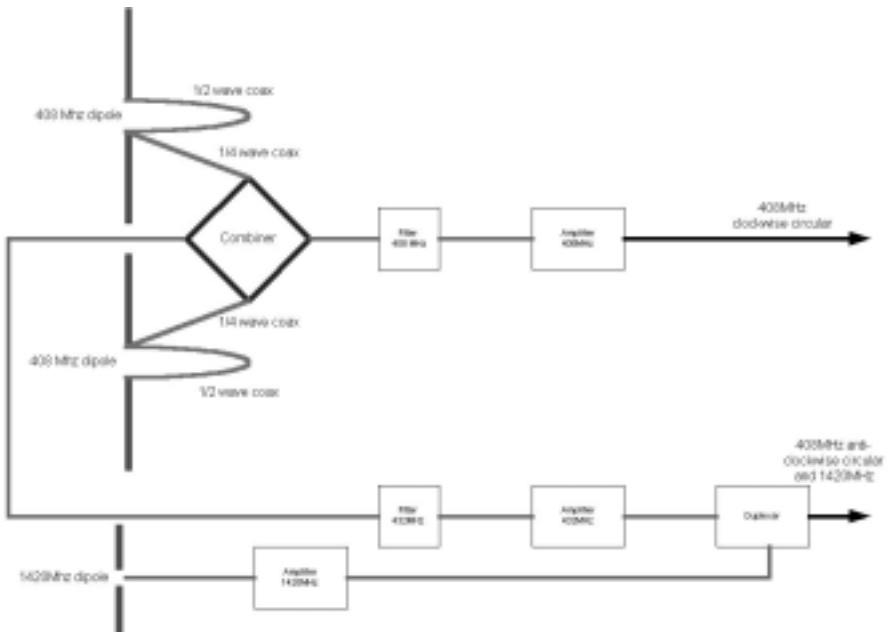 1/2 wave coax
408 Mhz dipole
1/4 wave coax
Combiner
Filter
408 MHz
Amplifier
408MHz
408MHz
clockwise circular
1/4 wave coax
408 Mhz dipole
1/2 wave coax
408MHz anti-
clockwise circular
and 1420MHz
Filter
Amplifier
Duplexer
1420Mhz dipole
Amplifier
1420MHz